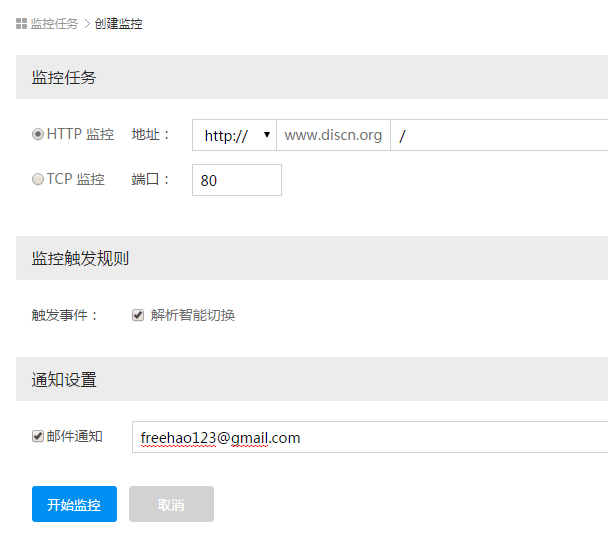 监控任务 > 创建监控
监控任务
HTTP 监控 地址： http:// www.discn.org /
TCP 监控 端口： 80
监控触发规则
触发事件： 解析智能切换
通知设置
邮件通知 freehao123@gmail.com
开始监控 取消